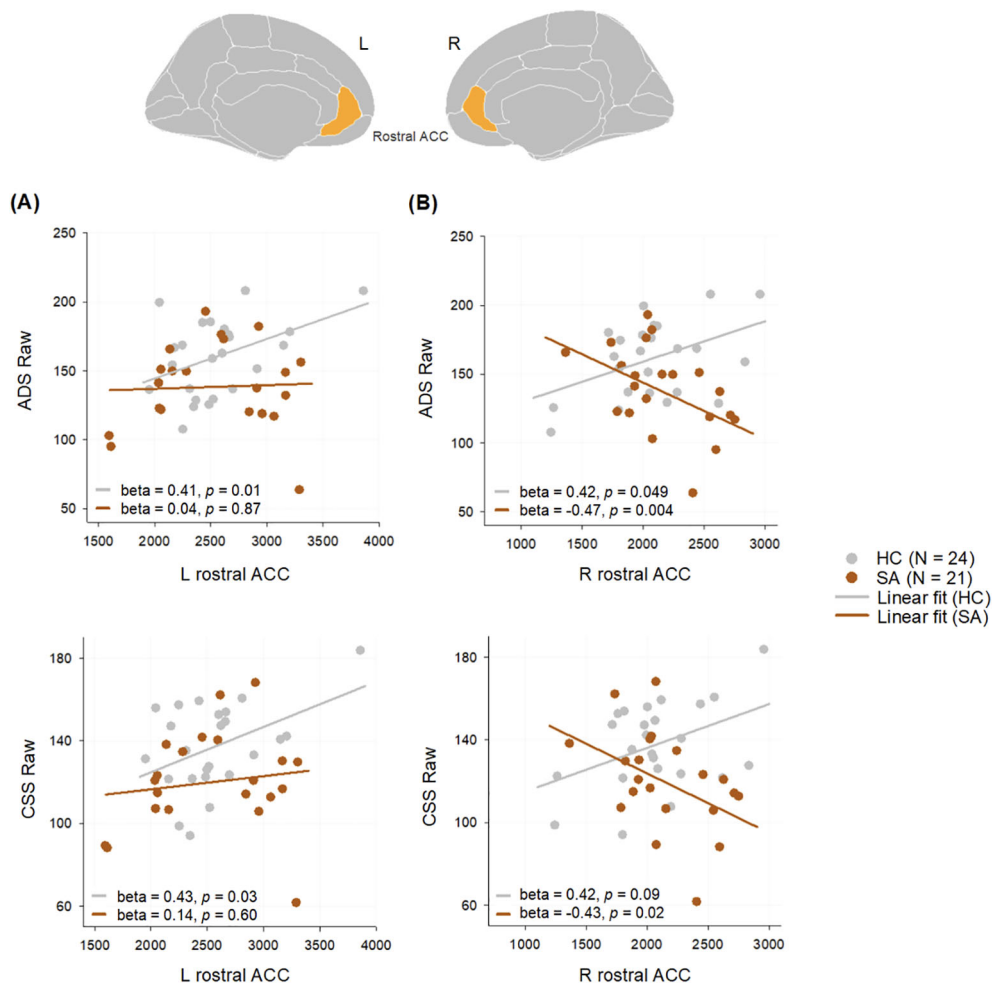 L R
Rostral ACC
(A) (B)
250
200
150
100
50
ADS Raw
beta = 0.41, p = 0.01
beta = 0.04, p = 0.87
1500 2000 2500 3000 3500 4000
L rostral ACC
250
200
150
100
50
ADS Raw
beta = 0.42, p = 0.049
beta = -0.47, p = 0.004
1000 1500 2000 2500 3000
R rostral ACC
HC (N = 24)
SA (N = 21)
Linear fit (HC)
Linear fit (SA)
180
140
100
60
CSS Raw
beta = 0.43, p = 0.03
beta = 0.14, p = 0.60
1500 2000 2500 3000 3500 4000
L rostral ACC
180
140
100
60
CSS Raw
beta = 0.42, p = 0.09
beta = -0.43, p = 0.02
1000 1500 2000 2500 3000
R rostral ACC